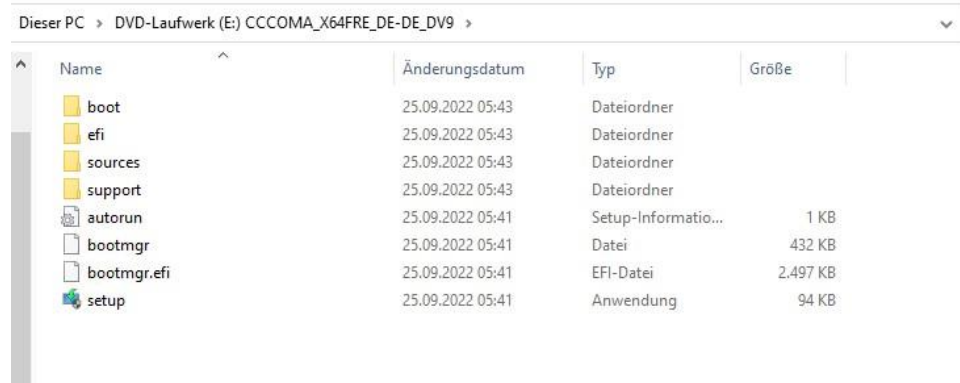 Dieser PC > DVD-Laufwerk (E:) CCCOMA_X64FRE_DE-DE_DV9 >
Name Änderungsdatum Typ Größe
boot 25.09.2022 05:43 Dateiordner
efi 25.09.2022 05:43 Dateiordner
sources 25.09.2022 05:43 Dateiordner
support 25.09.2022 05:43 Dateiordner
autorun 25.09.2022 05:41 Setup-Informatio... 1 KB
bootmgr 25.09.2022 05:41 Datei 432 KB
bootmgr.efi 25.09.2022 05:41 EFI-Datei 2.497 KB
setup 25.09.2022 05:41 Anwendung 94 KB